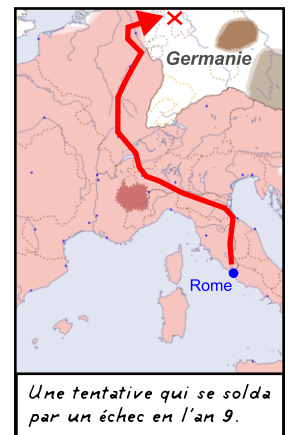 Germanie
Rome
Une tentative qui se solda
par un échec en l'an 9.